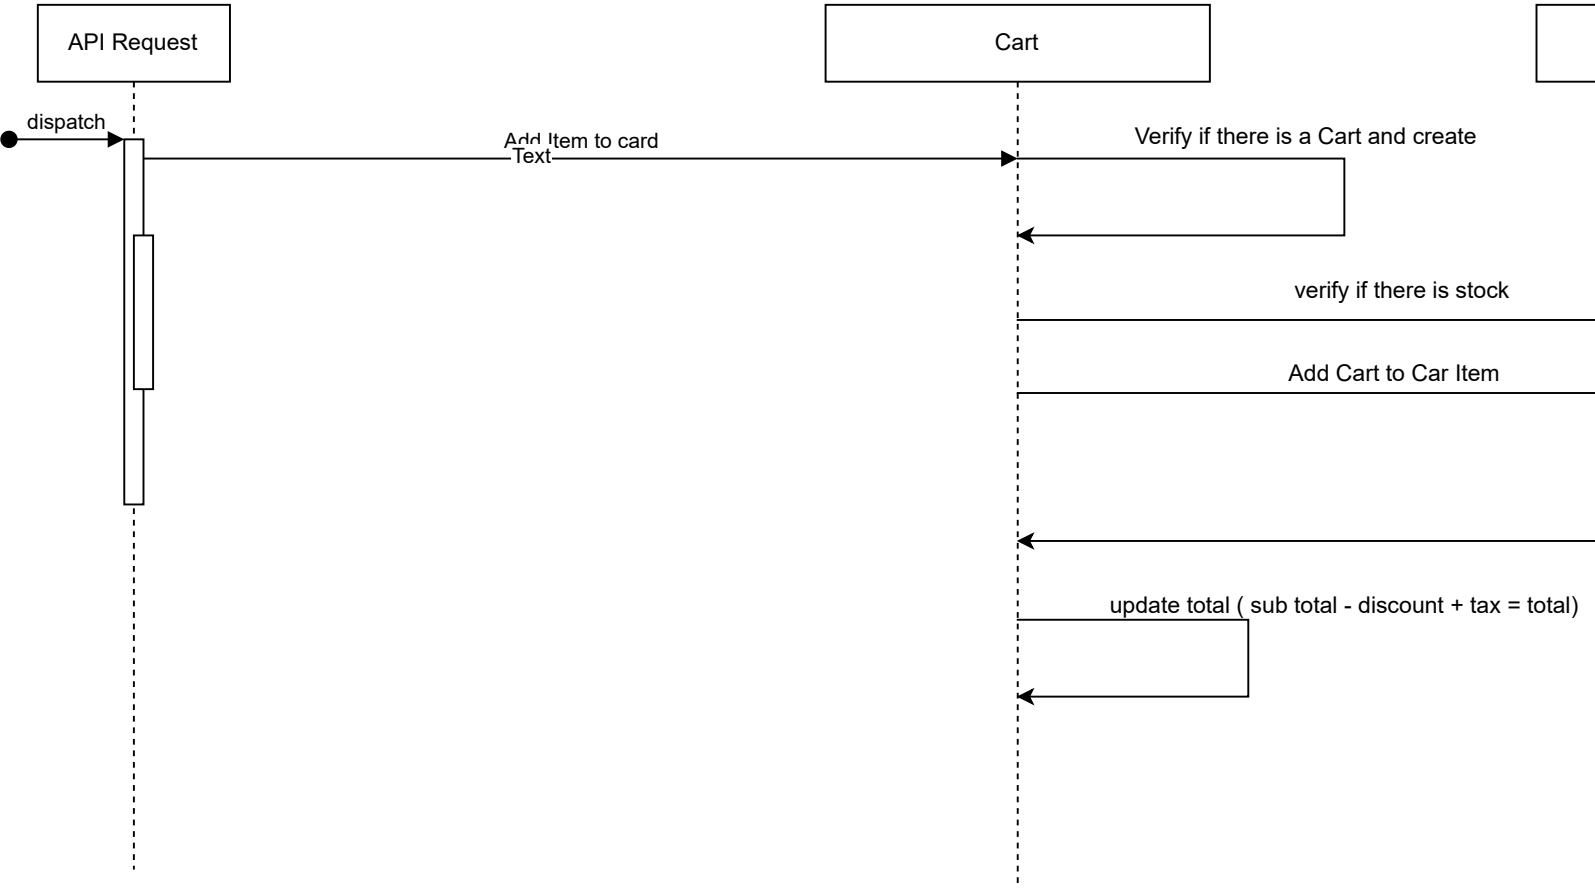 API Request
Cart
dispatch
Add Item to card
Text
Verify if there is a Cart and create
verify if there is stock
Add Cart to Car Item
update total ( sub total - discount + tax = total)